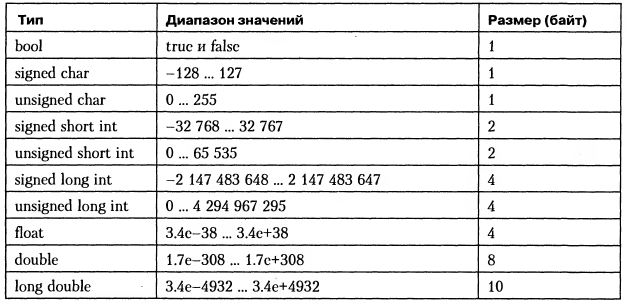 Тип Диапазон значений Размер (байт)
bool true и false 1
signed char −128 ... 127 1
unsigned char 0 ... 255 1
signed short int −32 768 ... 32 767 2
unsigned short int 0 ... 65 535 2
signed long int −2 147 483 648 ... 2 147 483 647 4
unsigned long int 0 ... 4 294 967 295 4
float 3.4e−38 ... 3.4e+38 4
double 1.7e−308 ... 1.7e+308 8
long double 3.4e−4932 ... 3.4e+4932 10